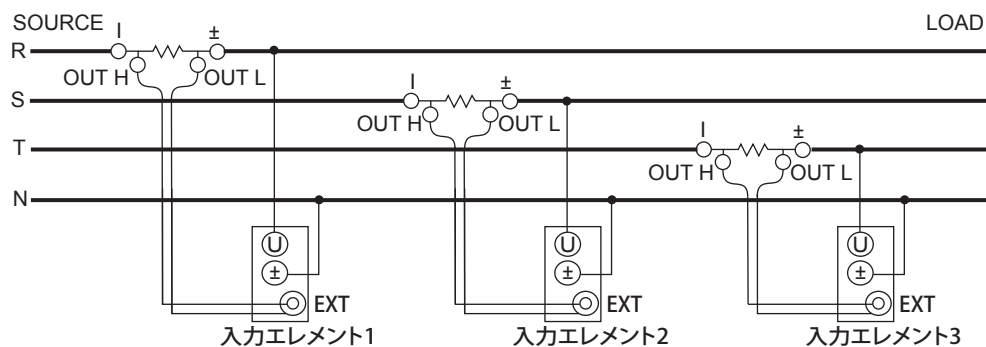 SOURCE
LOAD
I
±
R
OUT H
OUT L
I
±
S
OUT H
OUT L
I
±
T
OUT H
OUT L
N
U
U
U
±
±
±
EXT
EXT
EXT
入力エレメント1
入力エレメント2
入力エレメント3